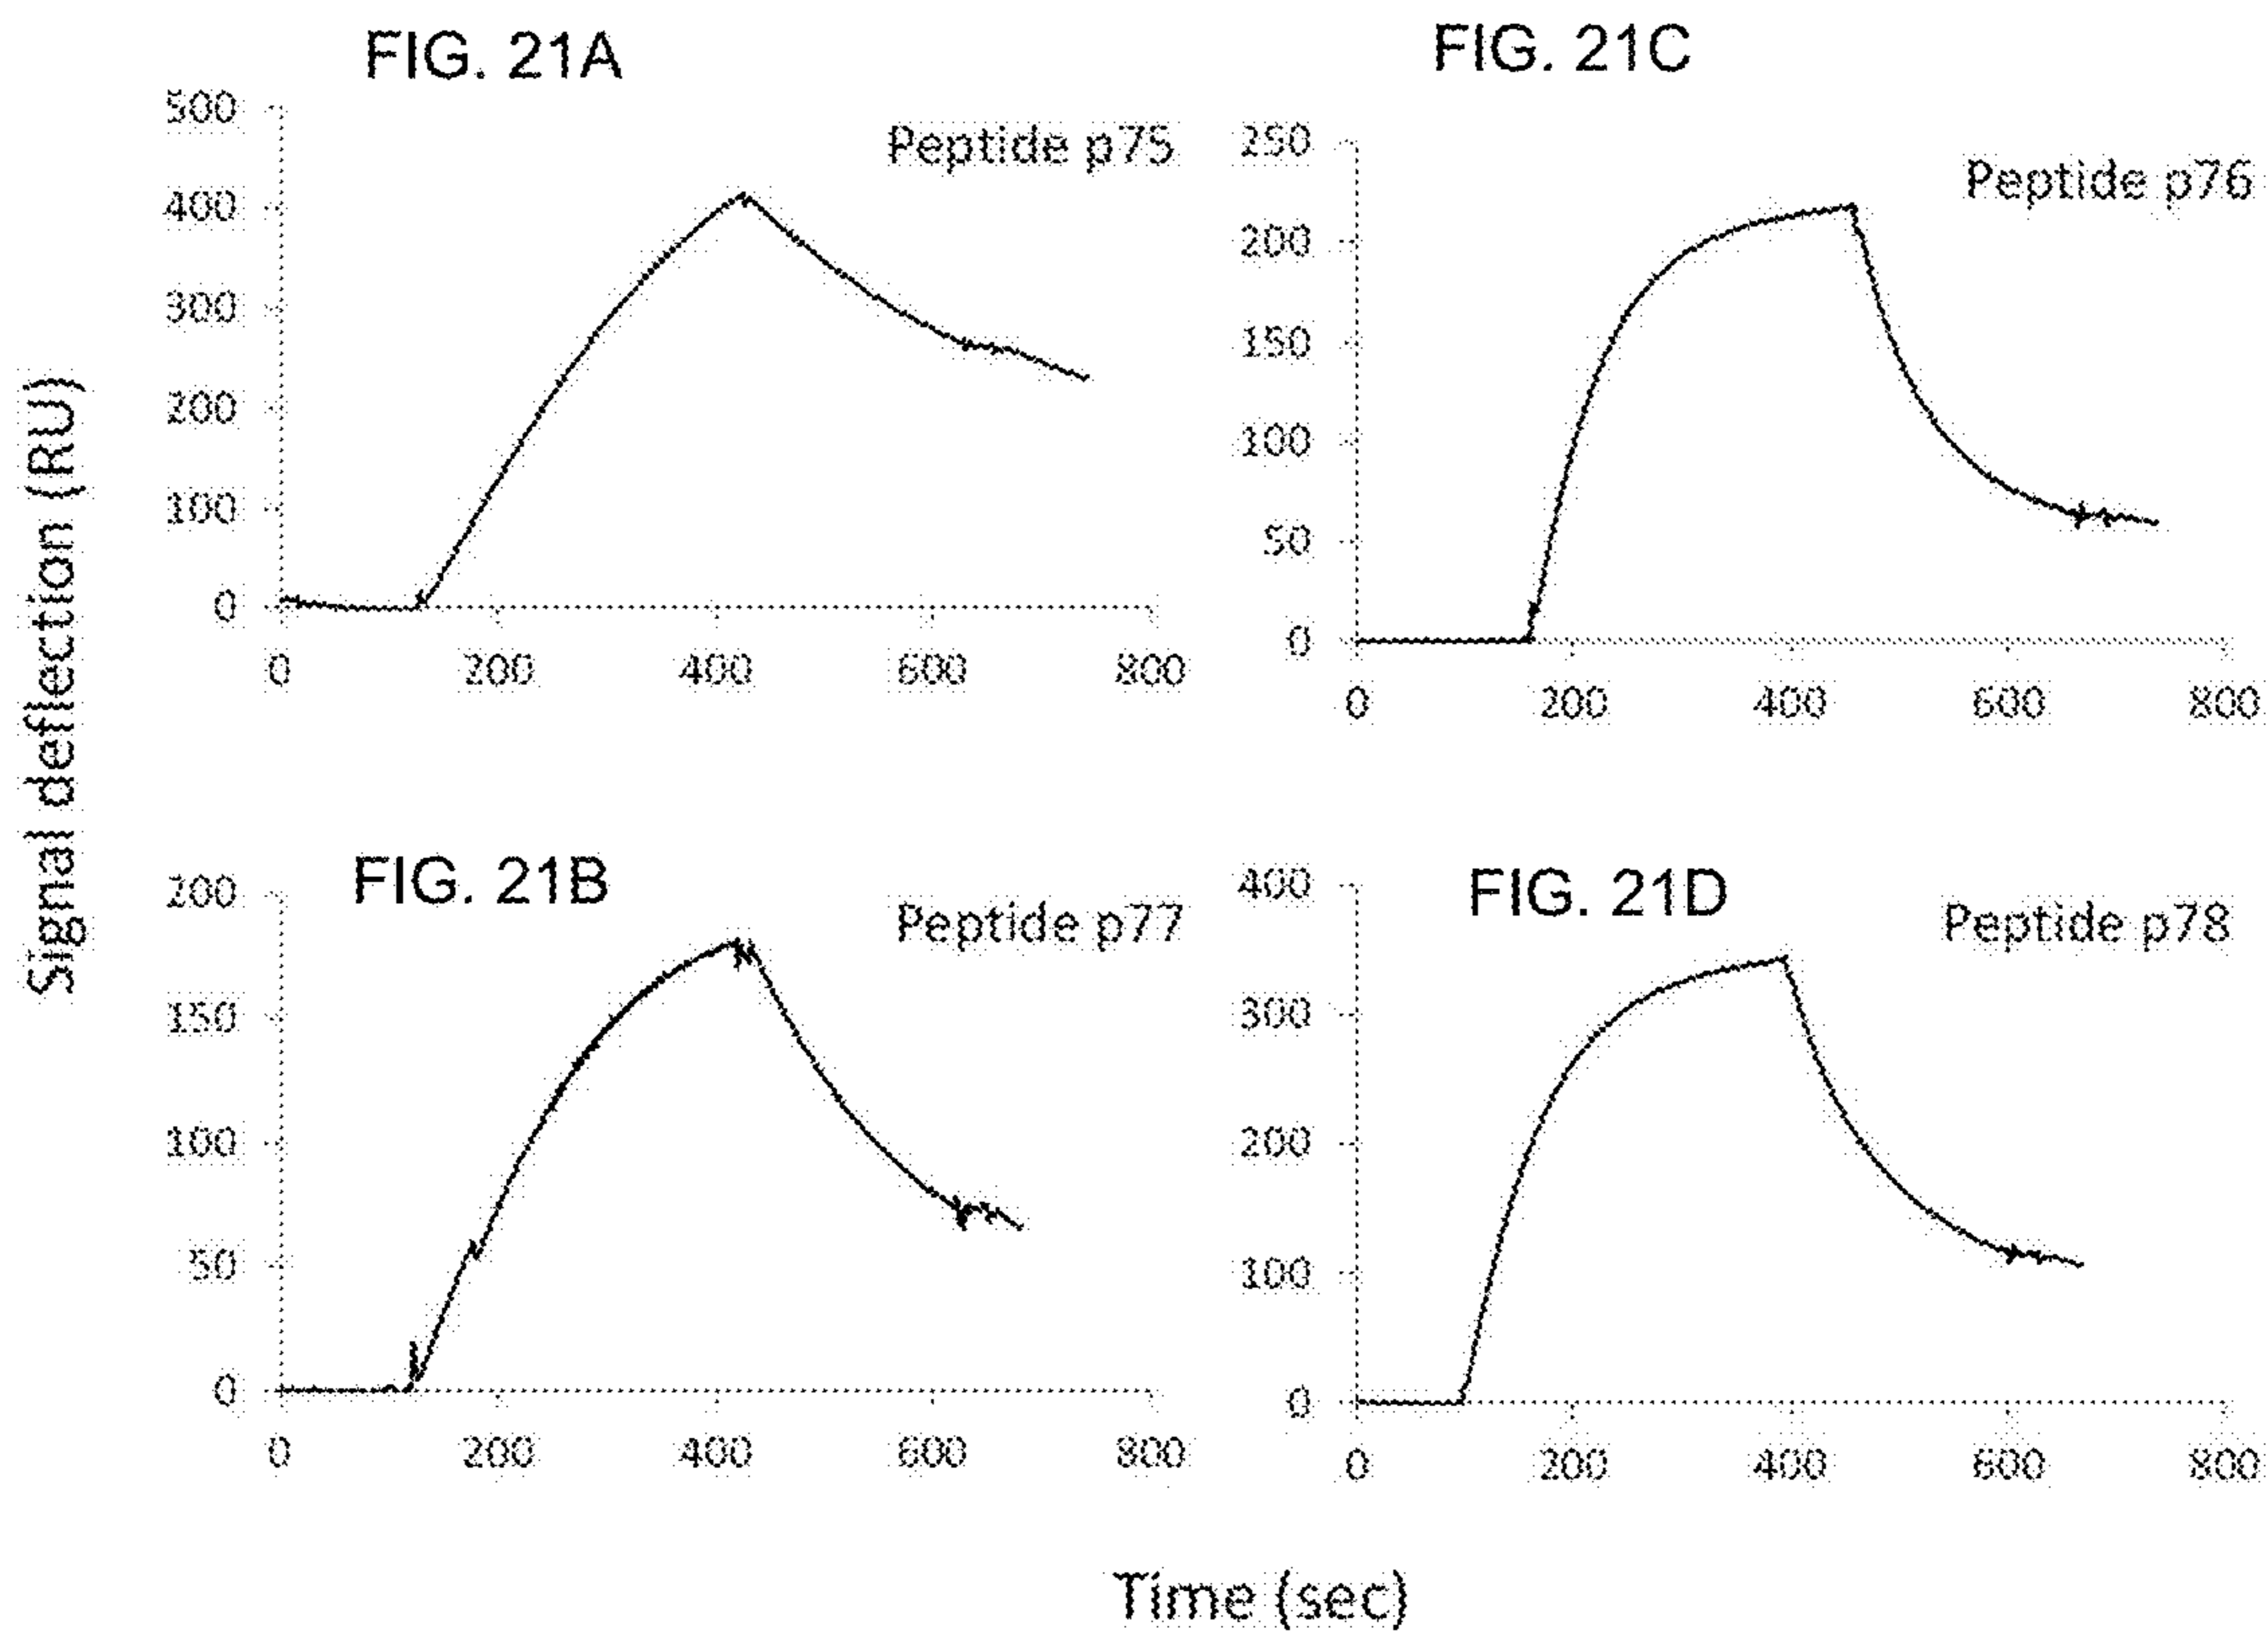 FIG. 21A
Peptide p75
500
400
300
200
100
0
0 200 400 600 800
FIG. 21C
Peptide p76
250
200
150
100
50
0
0 200 400 600 800
Signal deflection (RU)
FIG. 21B
Peptide p77
200
150
100
50
0
0 200 400 600 800
FIG. 21D
Peptide p78
400
300
200
100
0
0 200 400 600 800
Time (sec)